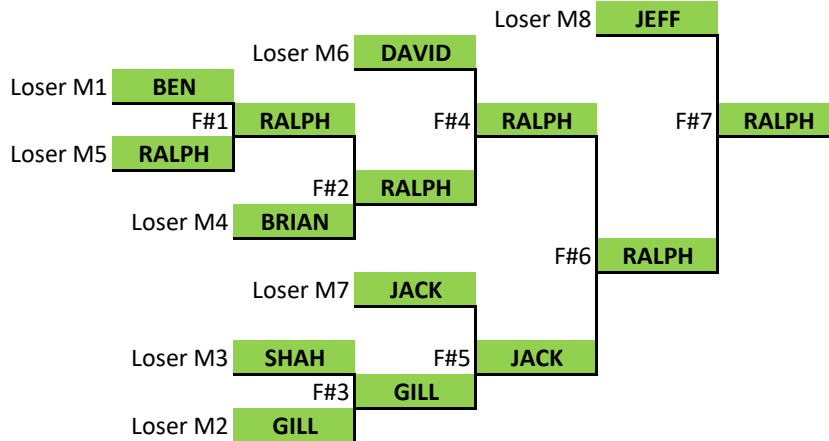 Loser M8 JEFF
Loser M6 DAVID
Loser M1 BEN
F#1 RALPH F#4 RALPH F#7 RALPH
Loser M5 RALPH
F#2 RALPH
Loser M4 BRIAN
F#6 RALPH
Loser M7 JACK
Loser M3 SHAH F#5 JACK
F#3 GILL
Loser M2 GILL